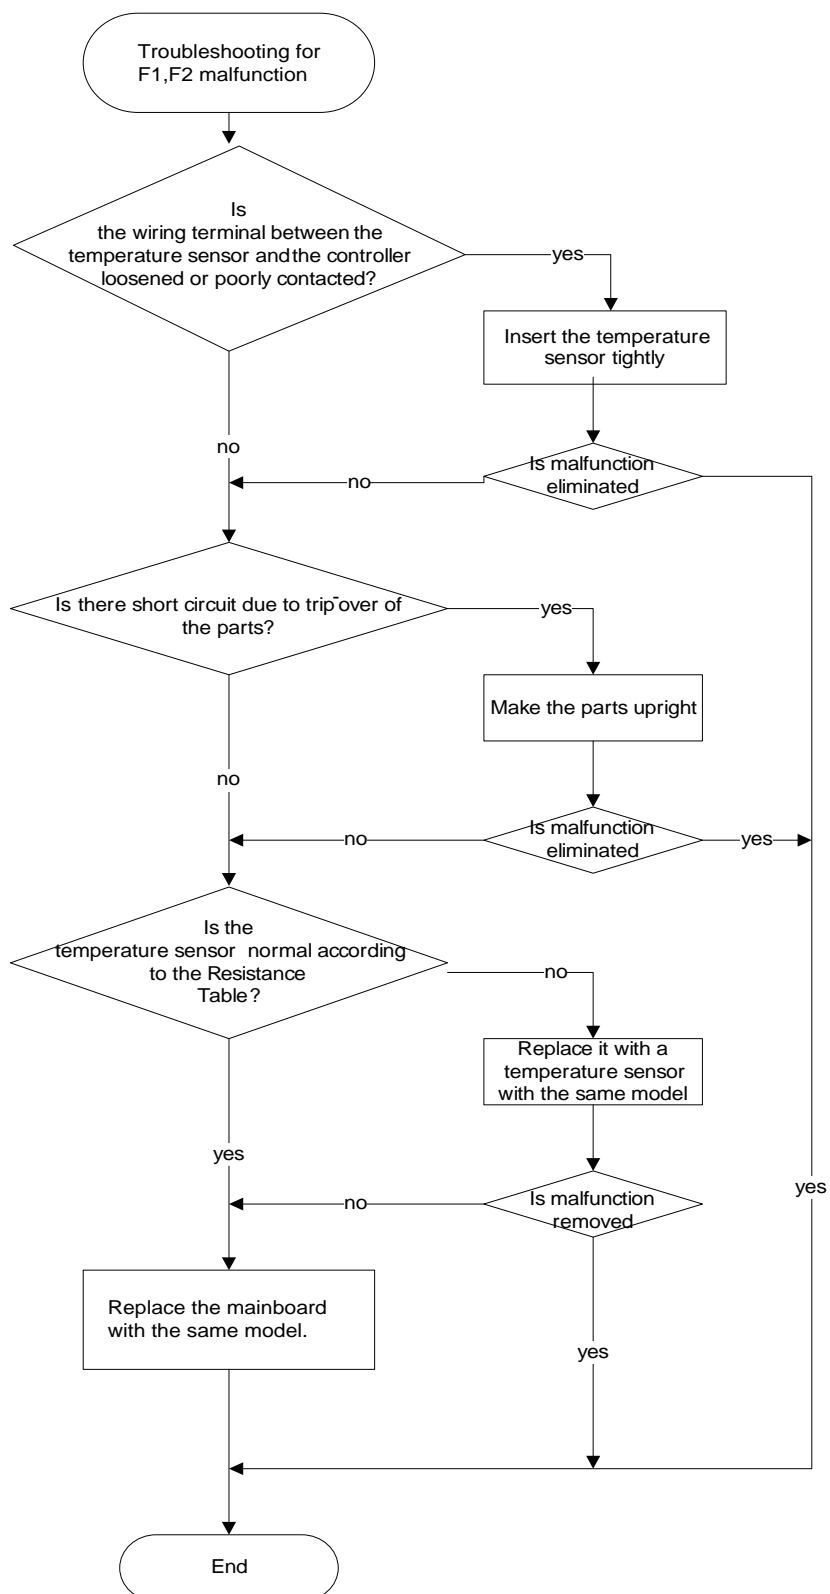 Troubleshooting for
F1,F2 malfunction
Is
the wiring terminal between the
temperature sensor and the controller
loosened or poorly contacted?
yes
Insert the temperature
sensor tightly
no
Is malfunction
eliminated
no
Is there short circuit due to trip-over of
the parts?
yes
Make the parts upright
no
Is malfunction
eliminated
no
yes
Is the
temperature sensor normal according
to the Resistance
Table?
no
Replace it with a
temperature sensor
with the same model
yes
yes
Is malfunction
removed
no
Replace the mainboard
with the same model.
yes
End